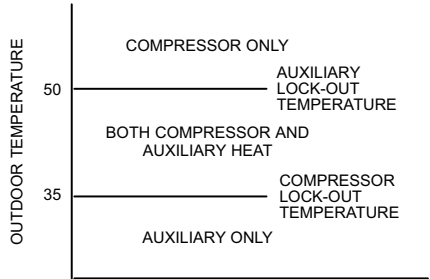 COMPRESSOR ONLY
50
AUXILIARY
LOCK-OUT
TEMPERATURE
BOTH COMPRESSOR AND
AUXILIARY HEAT
35
COMPRESSOR
LOCK-OUT
TEMPERATURE
AUXILIARY ONLY
OUTDOOR TEMPERATURE